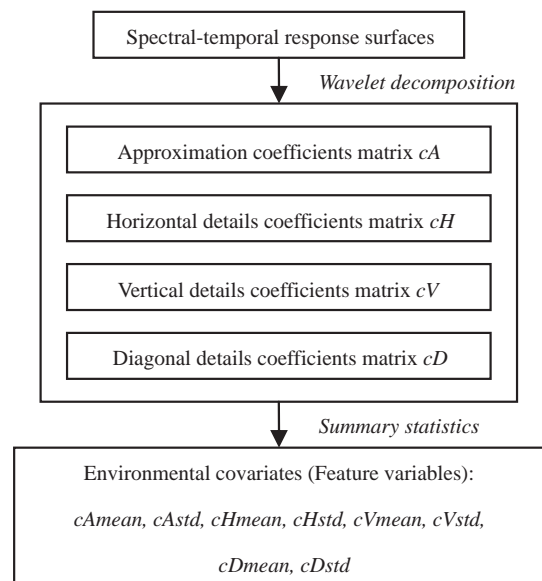 Spectral-temporal response surfaces
Wavelet decomposition
Approximation coefficients matrix cA
Horizontal details coefficients matrix cH
Vertical details coefficients matrix cV
Diagonal details coefficients matrix cD
Summary statistics
Environmental covariates (Feature variables):
cAmean, cAstd, cHmean, cHstd, cVmean, cVstd,
cDmean, cDstd